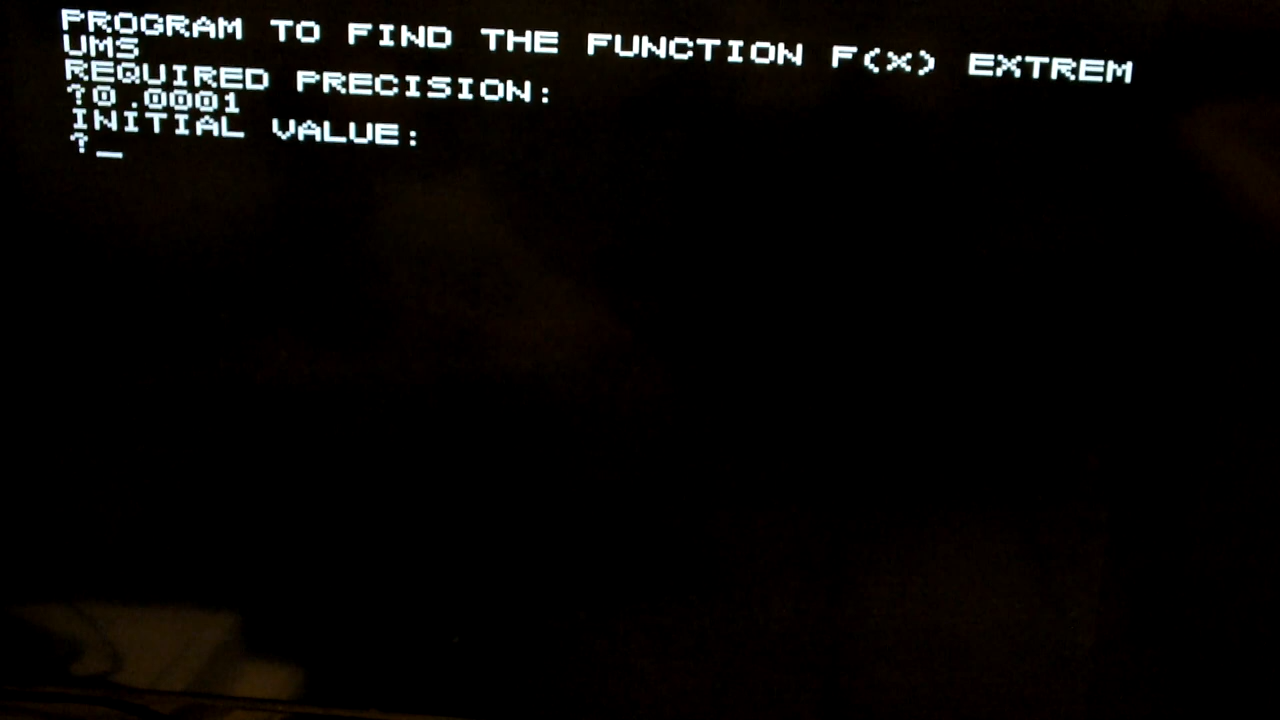 PROGRAM TO FIND THE FUNCTION F(X) EXTREM
UMS
REQUIRED PRECISION:
?0.0001
INITIAL VALUE:
?_